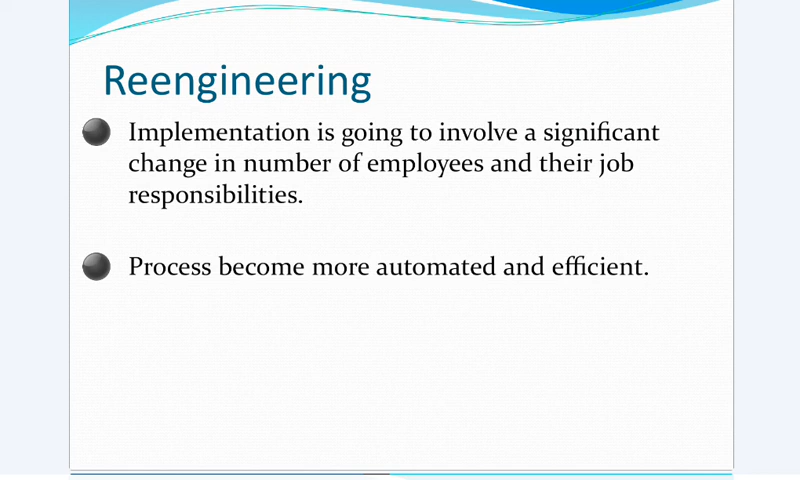 Reengineering
Implementation is going to involve a significant
change in number of employees and their job
responsibilities.
Process become more automated and efficient.